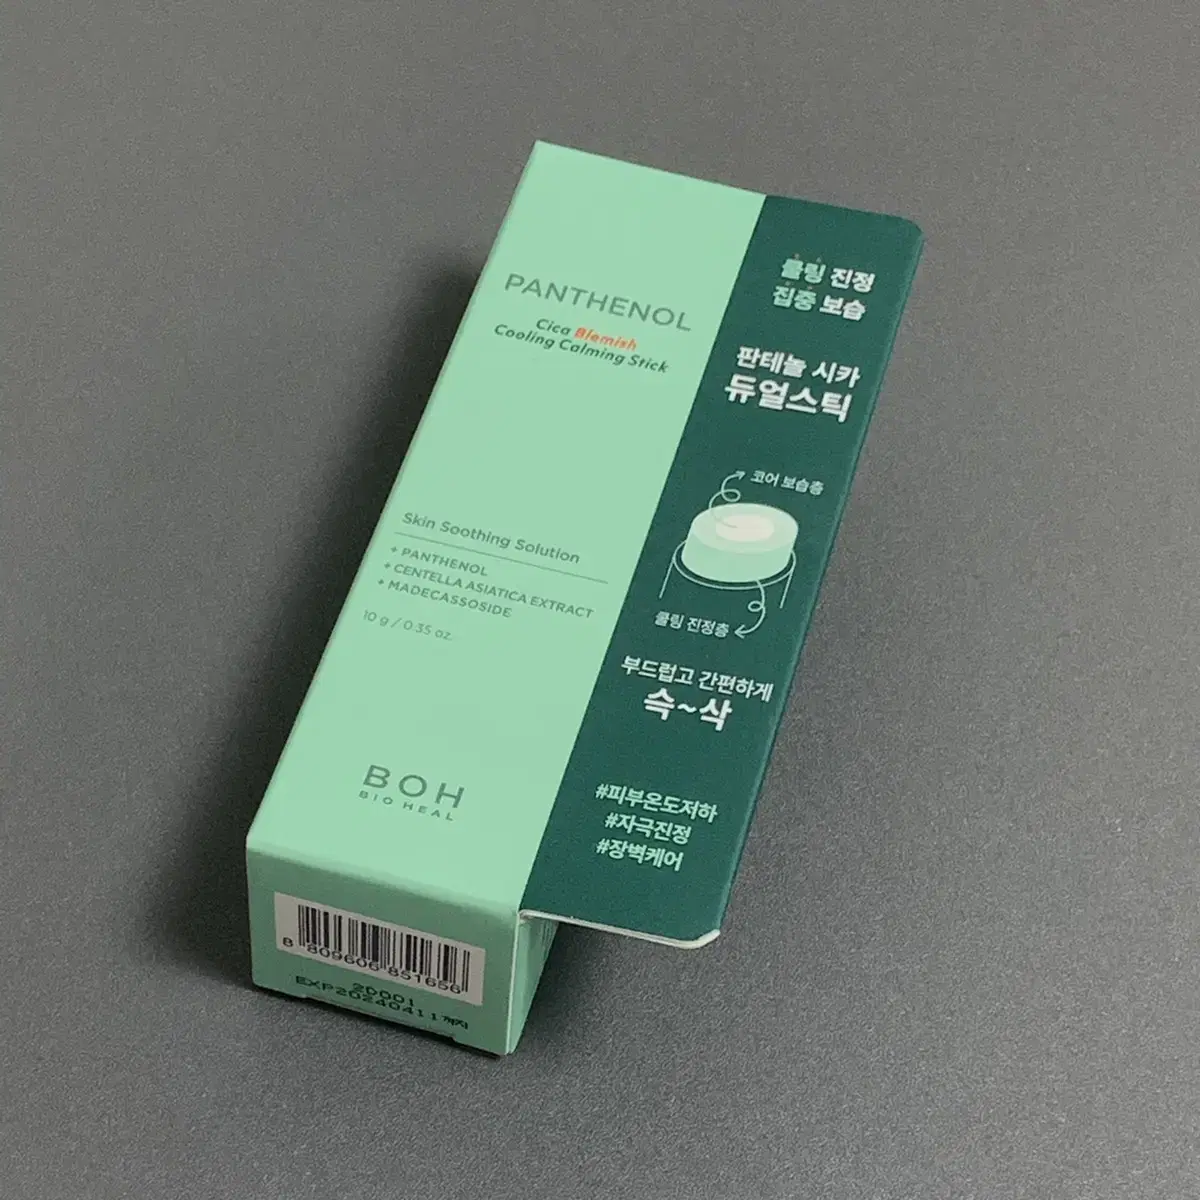 PANTHENOL
Cica Blemish
Cooling Calming Stick
Skin Soothing Solution
+ PANTHENOL
+ CENTELLA ASIATICA EXTRACT
+ MADECASSOSIDE
10 g / 0.35 oz.
BOH
BIO HEAL
쿨링 진정
집중 보습
판테놀 시카
듀얼스틱
코어 보습층
쿨링 진정층
부드럽고 간편하게
슥~삭
#피부온도저하
#자극진정
#장벽케어
8 809606 851656
2D001
EXP20240411까지